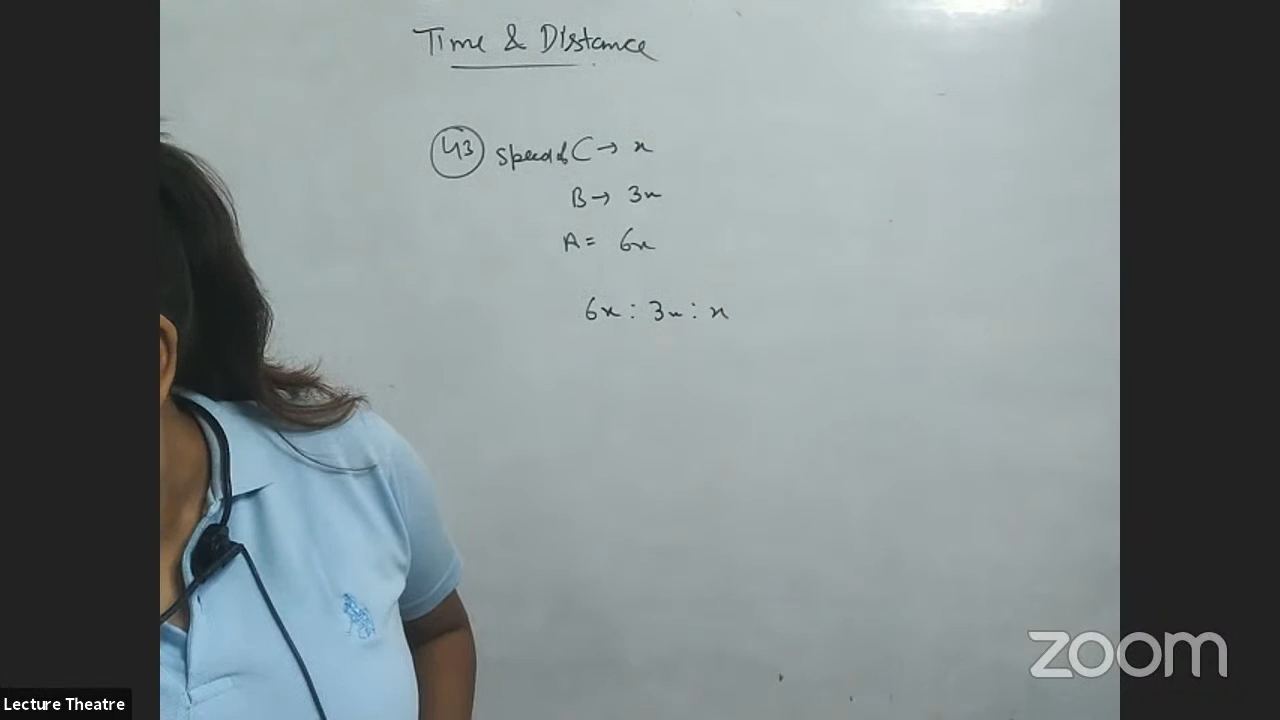 Time & Distance
43 Speed of C → x
B → 3x
A = 6x
6x : 3x : x
zoom
Lecture Theatre